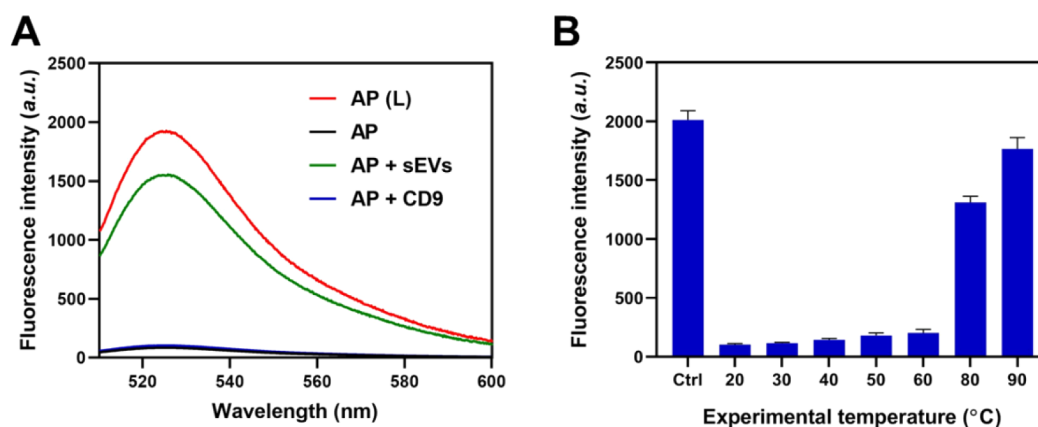 A
Fluorescence intensity (a.u.)
2500
2000
1500
1000
500
0
AP (L)
AP
AP + sEVs
AP + CD9
520 540 560 580 600
Wavelength (nm)
B
Fluorescence intensity (a.u.)
2500
2000
1500
1000
500
0
Ctrl 20 30 40 50 60 80 90
Experimental temperature (°C)